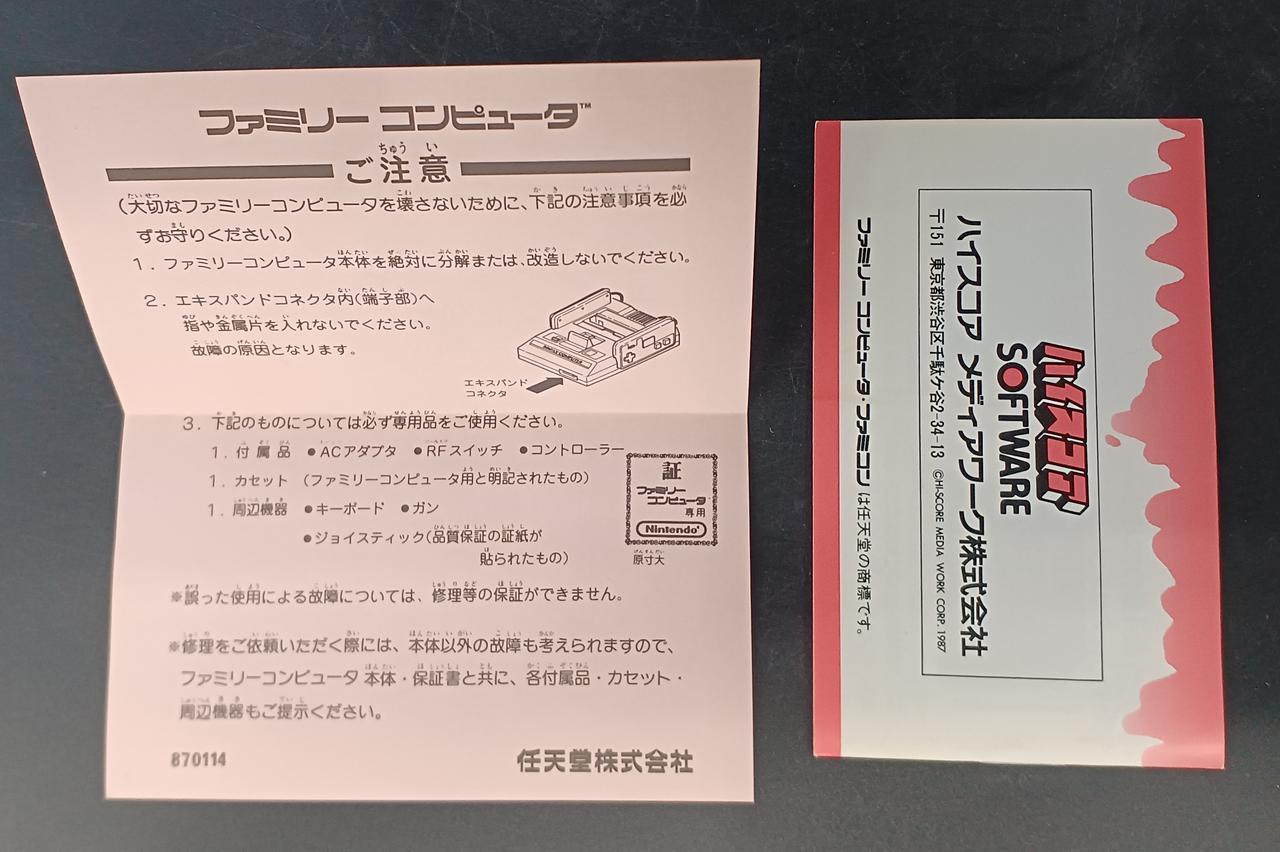 ファミリー コンピュータ™
ご注意
(大切なファミリーコンピュータを壊さないために、下記の注意事項を必
ずお守りください。)
1. ファミリーコンピュータ本体を絶対に分解または、改造しないでください。
2. エキスパンドコネクタ内(端子部)へ
指や金属片を入れないでください。
故障の原因となります。
エキスパンド
コネクタ
3. 下記のものについては必ず専用品をご使用ください。
1. 付属品 ●ACアダプタ ●RFスイッチ ●コントローラー
1. カセット (ファミリーコンピュータ用と明記されたもの)
1. 周辺機器 ●キーボード ●ガン
●ジョイスティック(品質保証の証紙が
貼られたもの)
証
ファミリー
コンピュータ
専用
Nintendo
原寸大
※誤った使用による故障については、修理等の保証ができません。
※修理をご依頼いただく際には、本体以外の故障も考えられますので、
ファミリーコンピュータ本体・保証書と共に、各付属品・カセット・
周辺機器もご提示ください。
870114
任天堂株式会社
ハイスコア
SOFTWARE
ハイスコア メディアワーク株式会社
〒151 東京都渋谷区千駄ケ谷2-34-13 ©HI-SCORE MEDIA WORK CORP. 1987
ファミリー コンピュータ・ファミコンは任天堂の商標です。